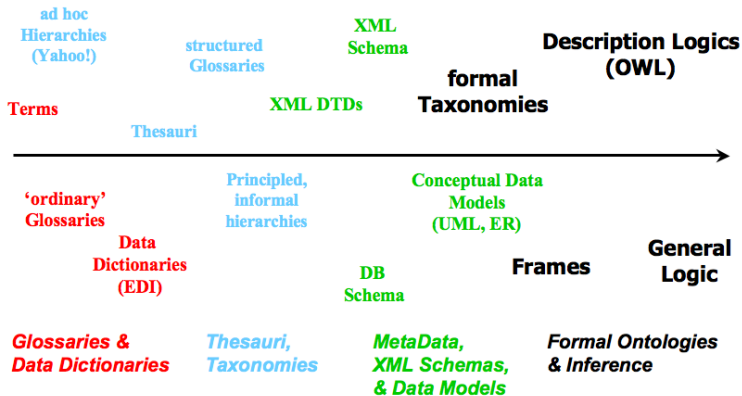 ad hoc
Hierarchies
(Yahoo!)
structured
Glossaries
XML
Schema
Description Logics
(OWL)
formal
Taxonomies
Terms
XML DTDs
Thesauri
‘ordinary’
Glossaries
Principled,
informal
hierarchies
Conceptual Data
Models
(UML, ER)
Data
Dictionaries
(EDI)
General
Logic
Frames
DB
Schema
Glossaries &
Data Dictionaries
Thesauri,
Taxonomies
MetaData,
XML Schemas,
& Data Models
Formal Ontologies
& Inference